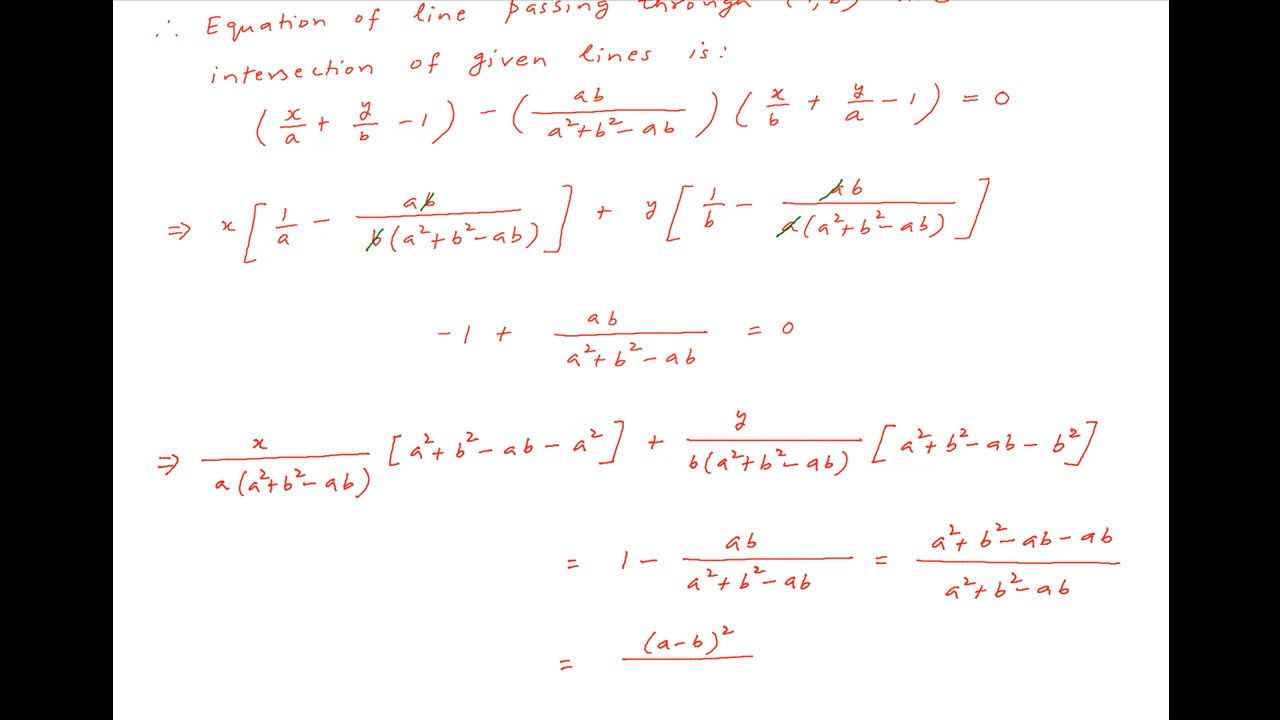 ∴ Equation of line passing through
intersection of given lines is:
(x/a + y/b - 1) - (ab/(a²+b²-ab)) (x/b + y/a - 1) = 0
⇒ x[1/a - ab/(b(a²+b²-ab))] + y[1/b - ab/(a(a²+b²-ab))]
-1 + ab/(a²+b²-ab) = 0
⇒ x/(a(a²+b²-ab)) [a²+b²-ab-a²] + y/(b(a²+b²-ab)) [a²+b²-ab-b²]
= 1 - ab/(a²+b²-ab) = (a²+b²-ab-ab)/(a²+b²-ab)
= (a-b)²/